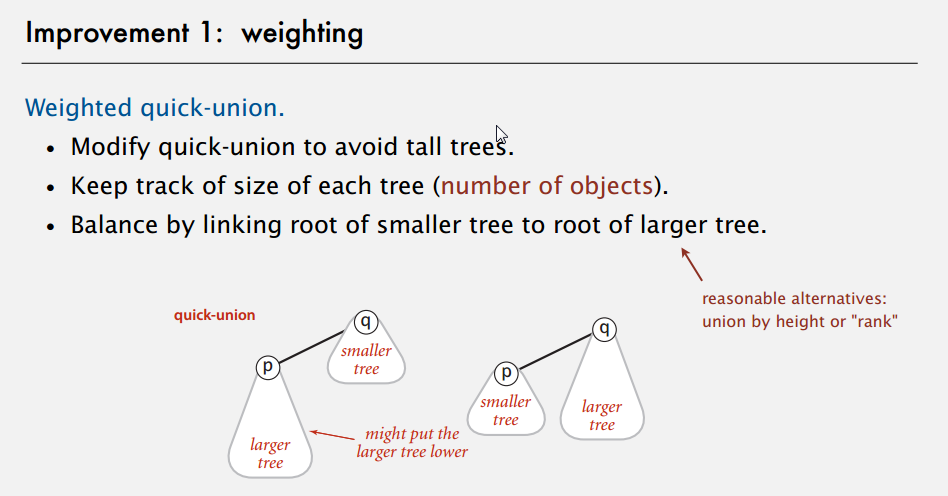 Improvement 1: weighting
Weighted quick-union.
• Modify quick-union to avoid tall trees.
• Keep track of size of each tree (number of objects).
• Balance by linking root of smaller tree to root of larger tree.
reasonable alternatives:
union by height or "rank"
quick-union
q
smaller
tree
p
larger
tree
might put the
larger tree lower
q
p
smaller
tree
larger
tree